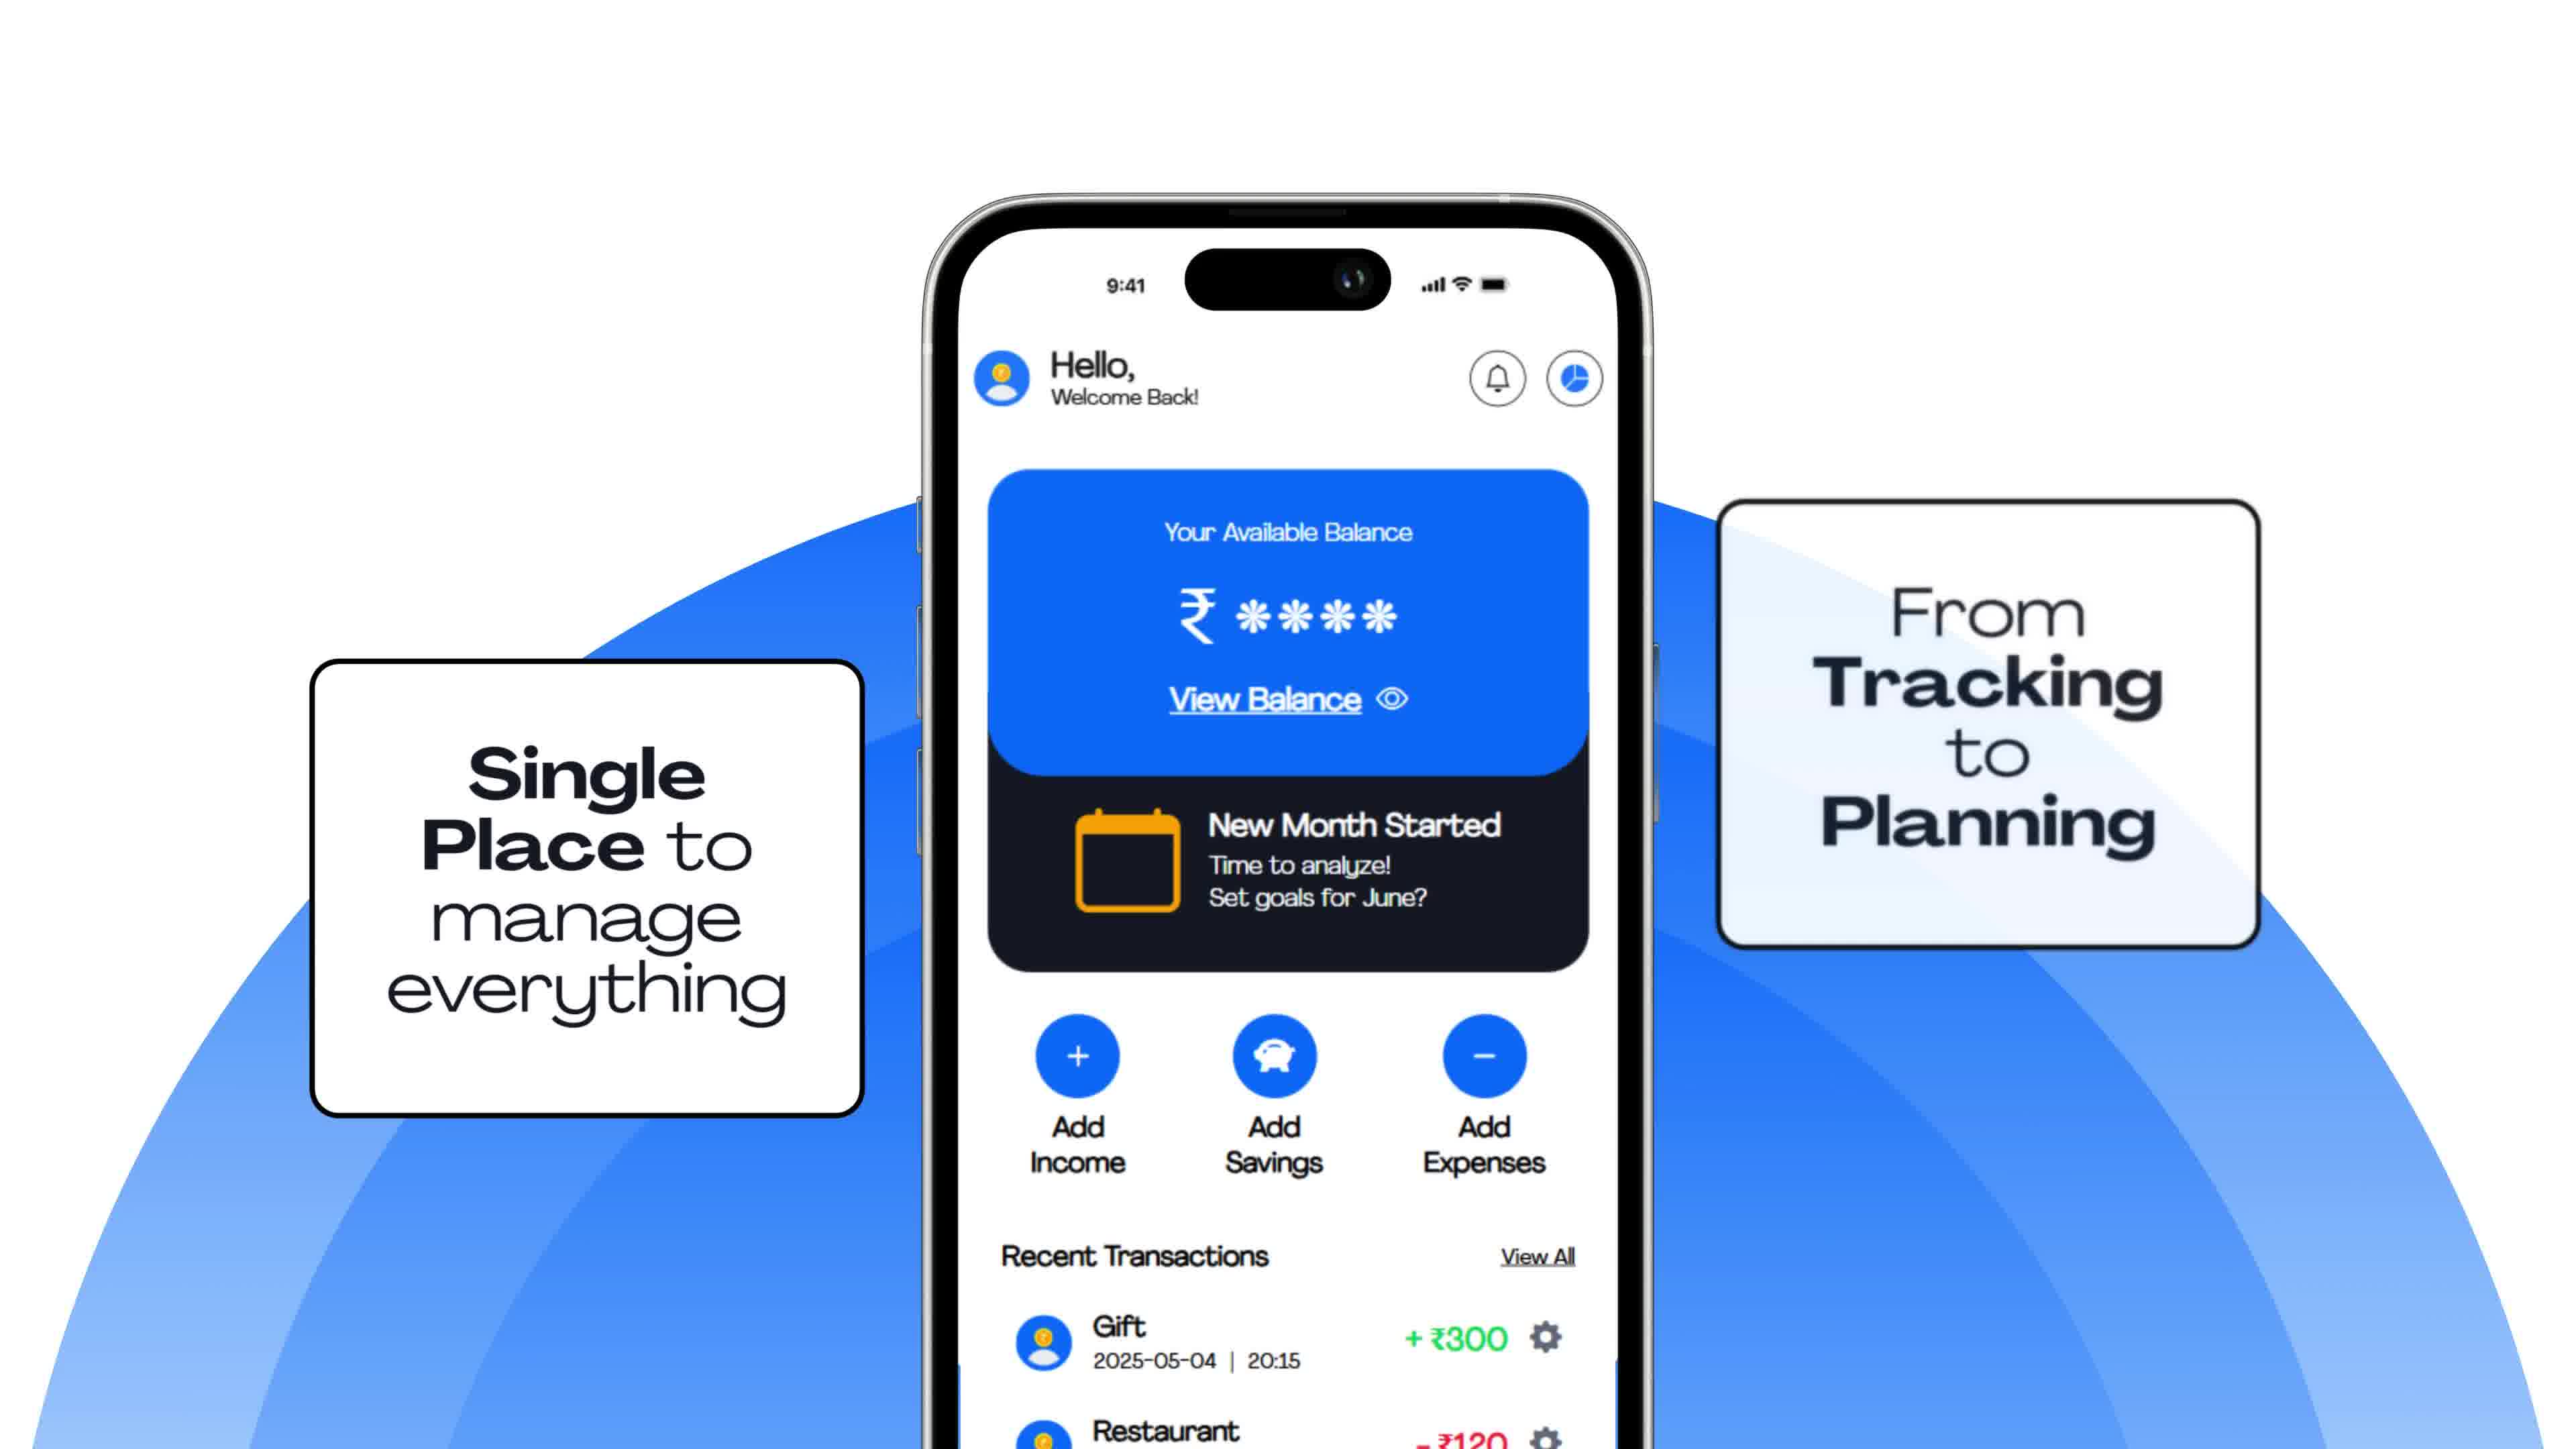 9:41
Hello,
Welcome Back!
Your Available Balance
₹ ****
View Balance
New Month Started
Time to analyze!
Set goals for June?
Single
Place to
manage
everything
From
Tracking
to
Planning
Add
Income
Add
Savings
Add
Expenses
Recent Transactions
View All
Gift
+ ₹300
2025-05-04 | 20:15
Restaurant
- ₹120